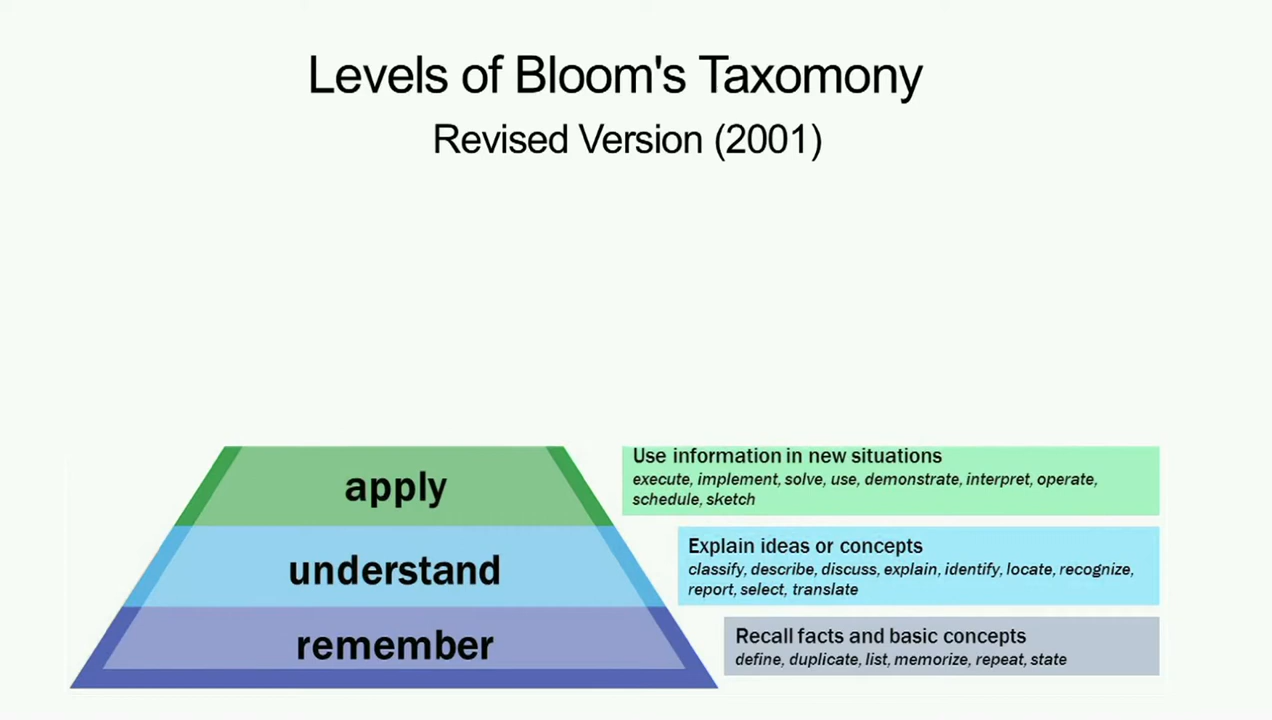 Levels of Bloom's Taxomony
Revised Version (2001)
apply
Use information in new situations
execute, implement, solve, use, demonstrate, interpret, operate,
schedule, sketch
understand
Explain ideas or concepts
classify, describe, discuss, explain, identify, locate, recognize,
report, select, translate
remember
Recall facts and basic concepts
define, duplicate, list, memorize, repeat, state